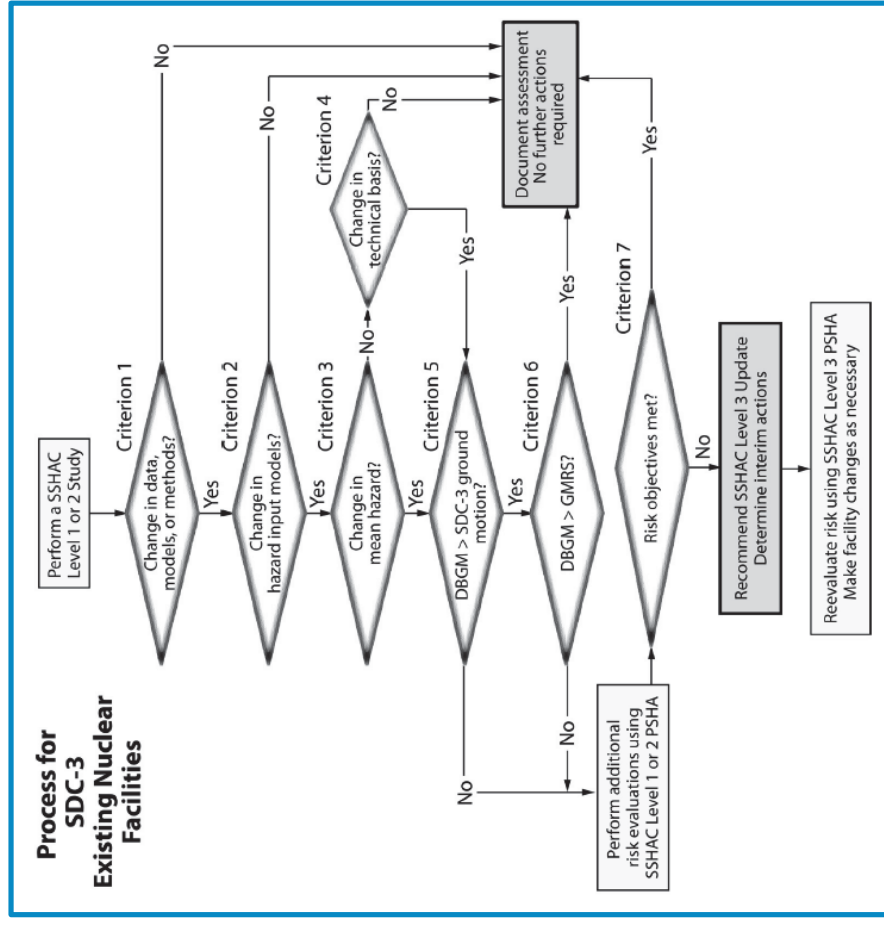 Process for
SDC-3
Existing Nuclear
Facilities
Perform a SSHAC
Level 1 or 2 Study
Criterion 1
Change in data,
models, or methods?
No
Yes
Criterion 2
Change in
hazard input models?
No
Yes
Criterion 3
Change in
mean hazard?
No
Criterion 4
Change in
technical basis?
No
Yes
Yes
Criterion 5
DBGM > SDC-3 ground
motion?
No
Yes
Criterion 6
DBGM > GMRS?
No
Yes
Document assessment
No further actions
required
Perform additional
risk evaluations using
SSHAC Level 1 or 2 PSHA
Criterion 7
Risk objectives met?
Yes
No
Recommend SSHAC Level 3 Update
Determine interim actions
Reevaluate risk using SSHAC Level 3 PSHA
Make facility changes as necessary